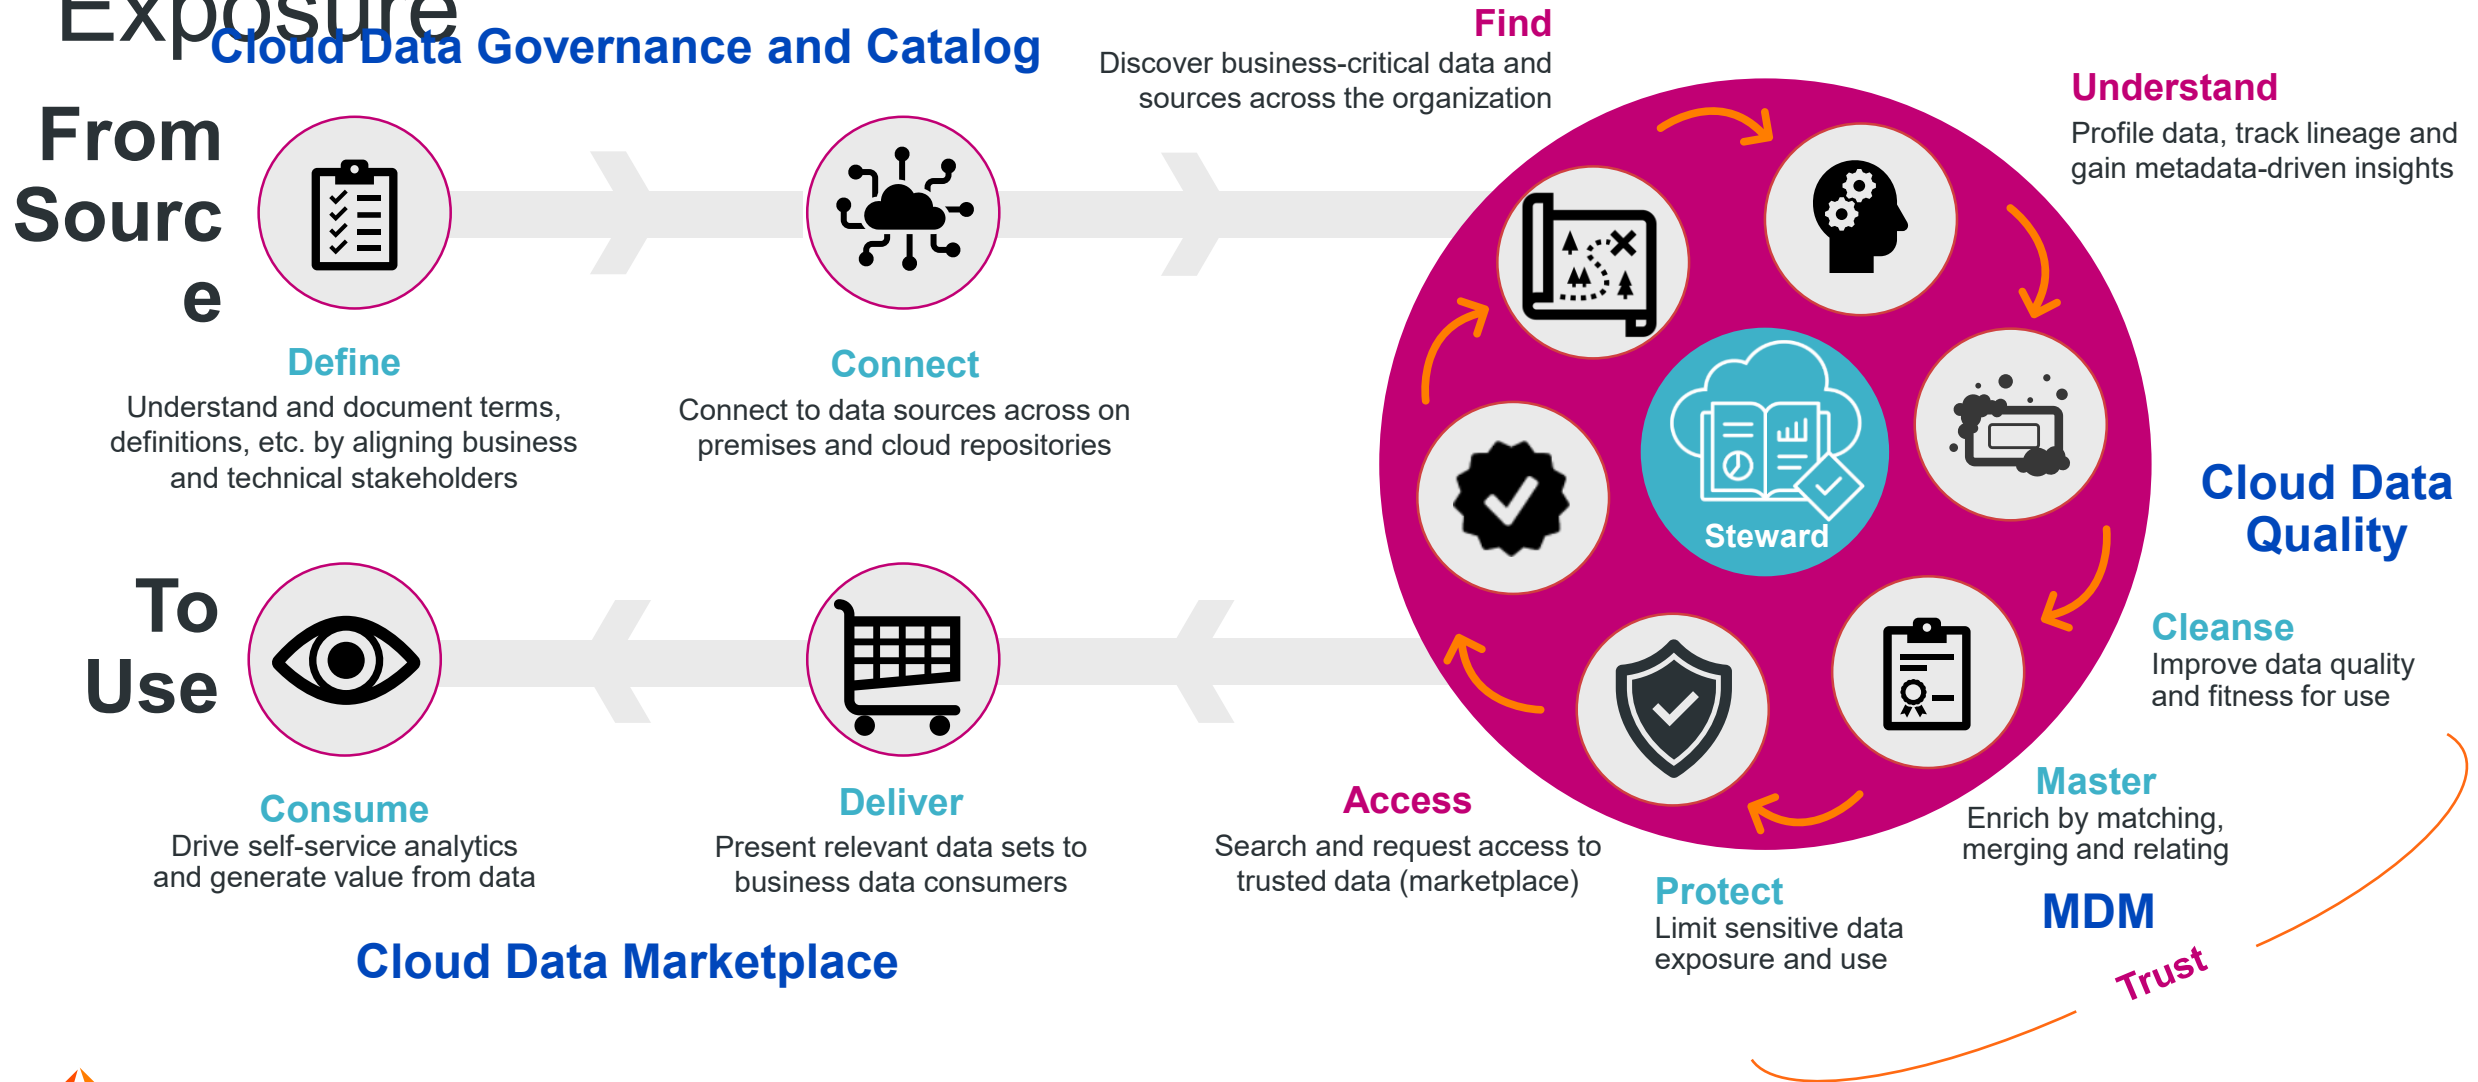 Exposure
Cloud Data Governance and Catalog
From
Sourc
e
Define
Understand and document terms,
definitions, etc. by aligning business
and technical stakeholders
Connect
Connect to data sources across on
premises and cloud repositories
Find
Discover business-critical data and
sources across the organization
Understand
Profile data, track lineage and
gain metadata-driven insights
Steward
Cloud Data
Quality
Cleanse
Improve data quality
and fitness for use
Master
Enrich by matching,
merging and relating
MDM
Trust
Protect
Limit sensitive data
exposure and use
Access
Search and request access to
trusted data (marketplace)
To
Use
Deliver
Present relevant data sets to
business data consumers
Consume
Drive self-service analytics
and generate value from data
Cloud Data Marketplace